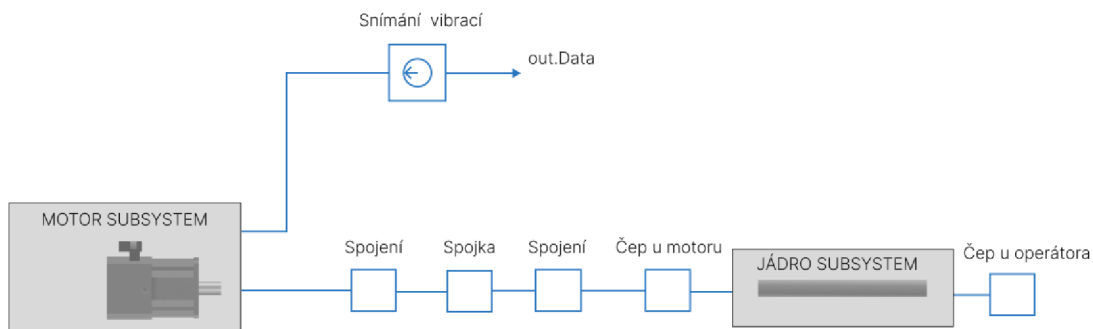 Snímání vibrací
out.Data
MOTOR SUBSYSTEM
Spojení
Spojka
Spojení
Čep u motoru
JÁDRO SUBSYSTEM
Čep u operátora